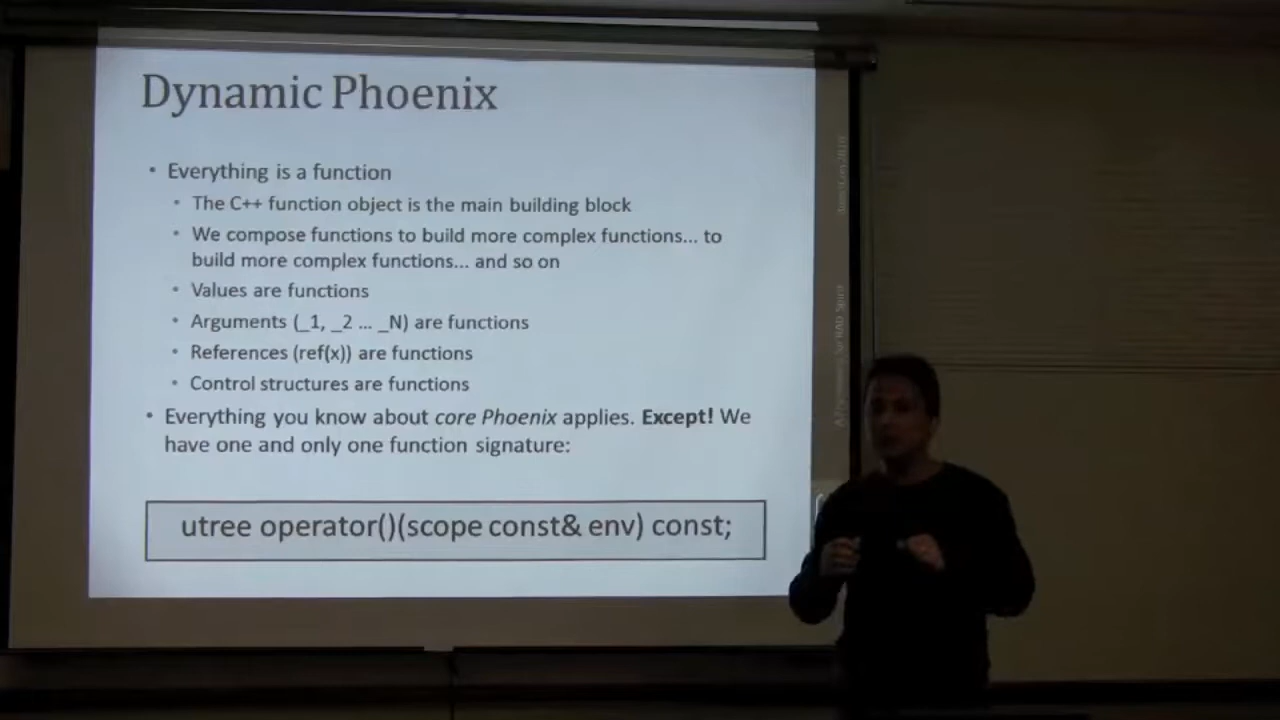 Dynamic Phoenix
• Everything is a function
• The C++ function object is the main building block
• We compose functions to build more complex functions... to
build more complex functions... and so on
• Values are functions
• Arguments (_1, _2 ... _N) are functions
• References (ref(x)) are functions
• Control structures are functions
• Everything you know about core Phoenix applies. Except! We
have one and only one function signature:
utree operator()(scope const& env) const;